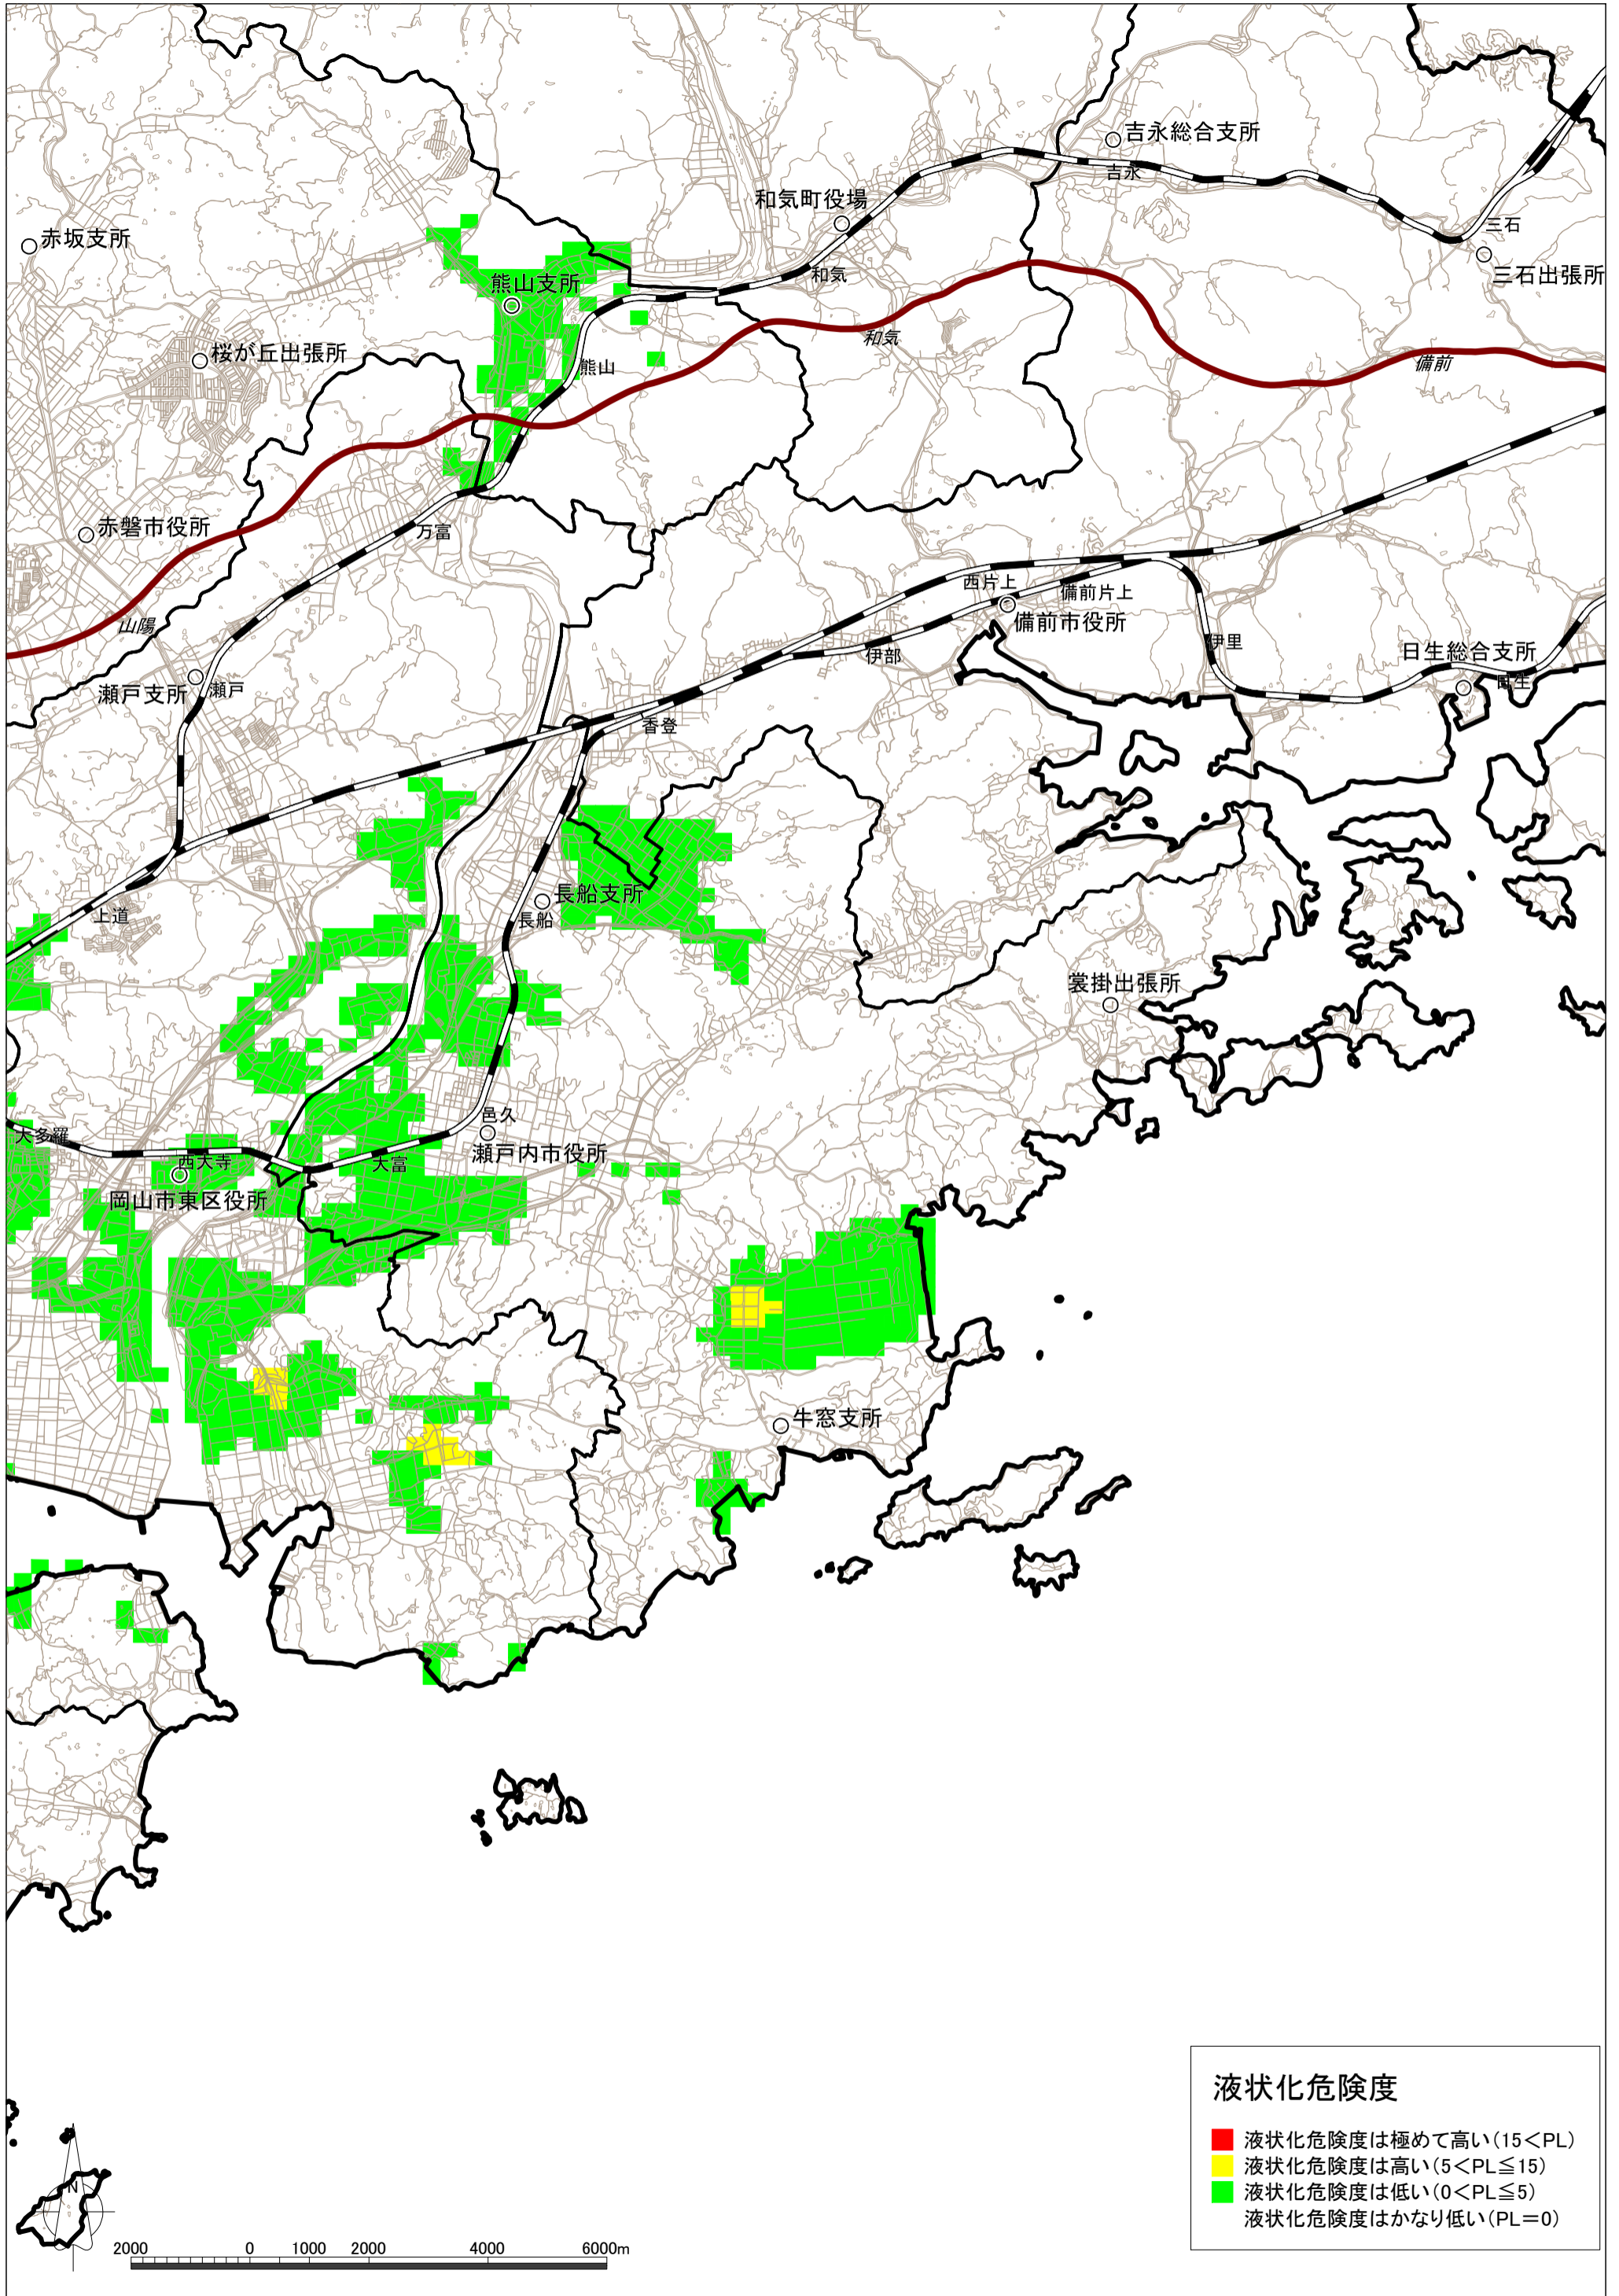 吉永総合支所
吉永
和気町役場
三石
赤坂支所
三石出張所
和気
熊山支所
和気
桜が丘出張所
備前
熊山
赤磐市役所
万富
西片上
備前片上
備前市役所
山陽
伊里
日生総合支所
伊部
日生
瀬戸支所
瀬戸
香登
長船支所
上道
長船
裳掛出張所
邑久
大多羅
瀬戸内市役所
西大寺
大富
岡山市東区役所
牛窓支所
液状化危険度
液状化危険度は極めて高い(15<PL)
液状化危険度は高い(5<PL≦15)
液状化危険度は低い(0<PL≦5)
液状化危険度はかなり低い(PL=0)
N
2000 0 1000 2000 4000 6000m